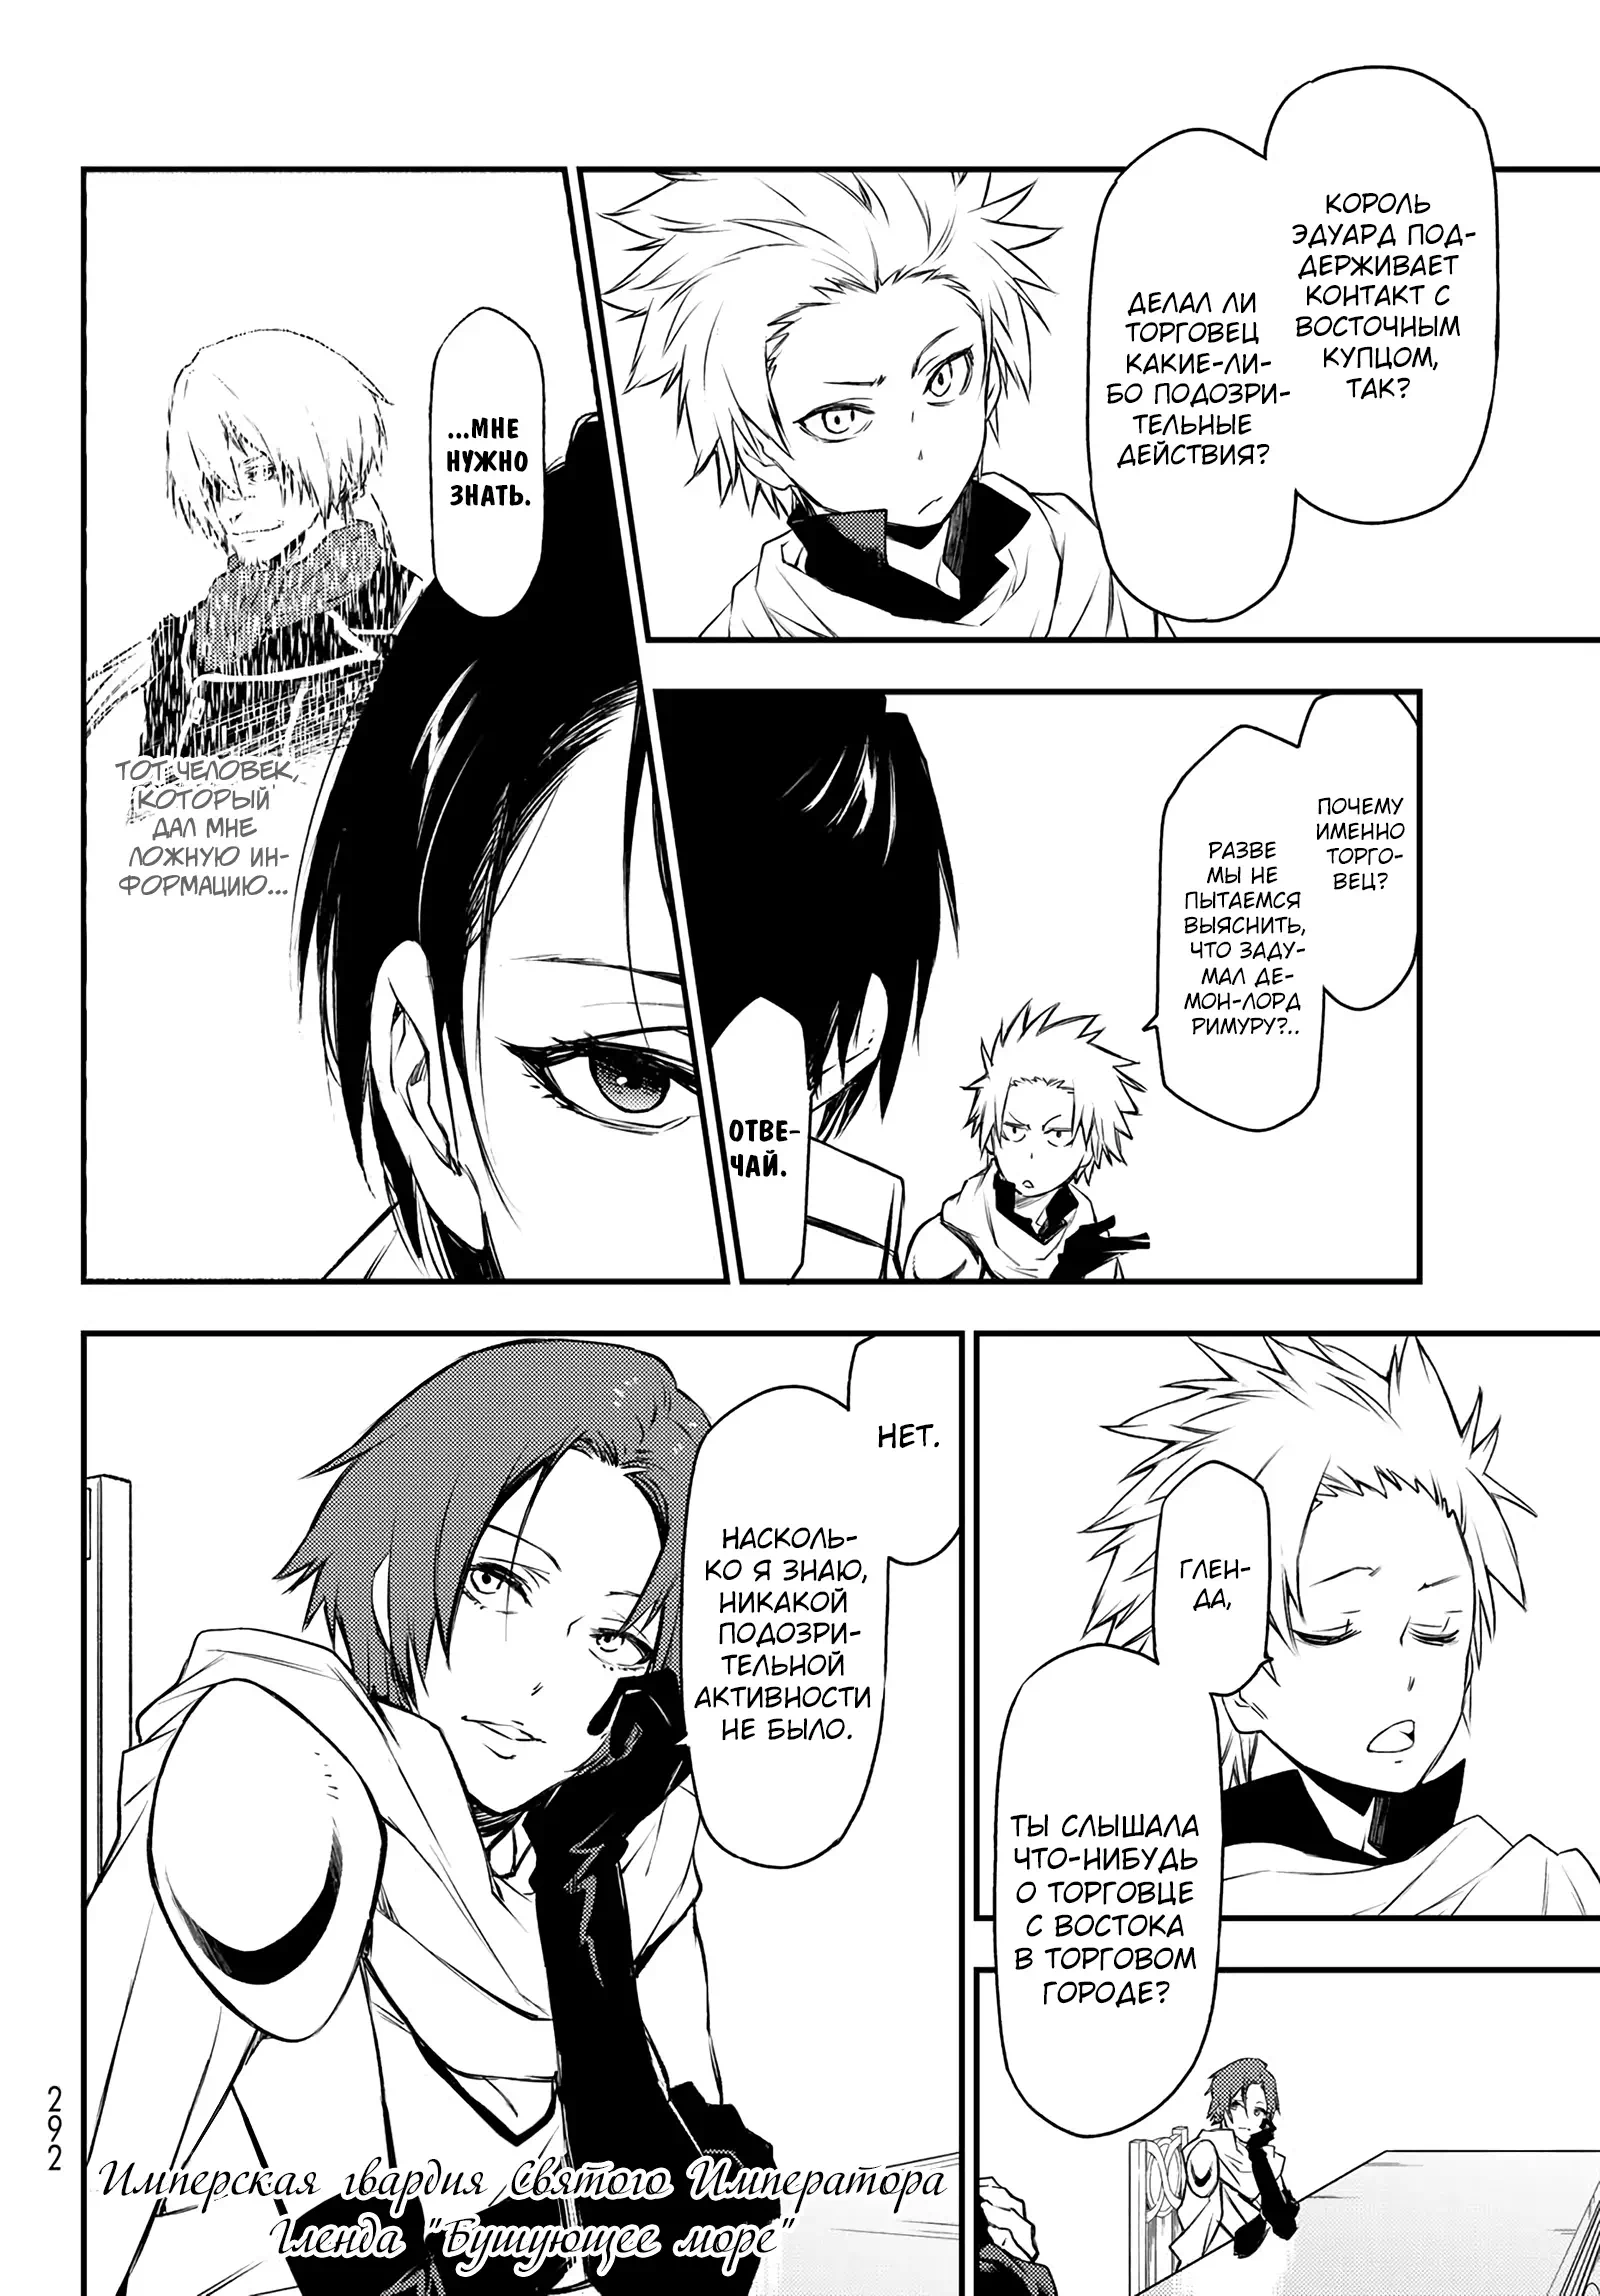 КОРОЛЬ
ЭДУАРД ПОД-
ДЕРЖИВАЕТ
КОНТАКТ С
ВОСТОЧНЫМ
КУПЦОМ,
ТАК?
ДЕЛАЛ ЛИ
ТОРГОВЕЦ
КАКИЕ-ЛИ-
БО ПОДОЗРИ-
ТЕЛЬНЫЕ
ДЕЙСТВИЯ?
...МНЕ
НУЖНО
ЗНАТЬ.
ТОТ ЧЕЛОВЕК,
КОТОРЫЙ
ДАЛ МНЕ
ЛОЖНУЮ ИН-
ФОРМАЦИЮ...
ПОЧЕМУ
ИМЕННО
ТОРГО-
ВЕЦ?
РАЗВЕ
МЫ НЕ
ПЫТАЕМСЯ
ВЫЯСНИТЬ,
ЧТО ЗАДУ-
МАЛ ДЕ-
МОН-ЛОРД
РИМУРУ?..
ОТВЕ-
ЧАЙ.
ГЛЕН-
ДА,
ТЫ СЛЫШАЛА
ЧТО-НИБУДЬ
О ТОРГОВЦЕ
С ВОСТОКА
В ТОРГОВОМ
ГОРОДЕ?
НЕТ.
НАСКОЛЬ-
КО Я ЗНАЮ,
НИКАКОЙ
ПОДОЗРИ-
ТЕЛЬНОЙ
АКТИВНОСТИ
НЕ БЫЛО.
Имперская гвардия Святого Императора
Гленда "Бушующее море"
292